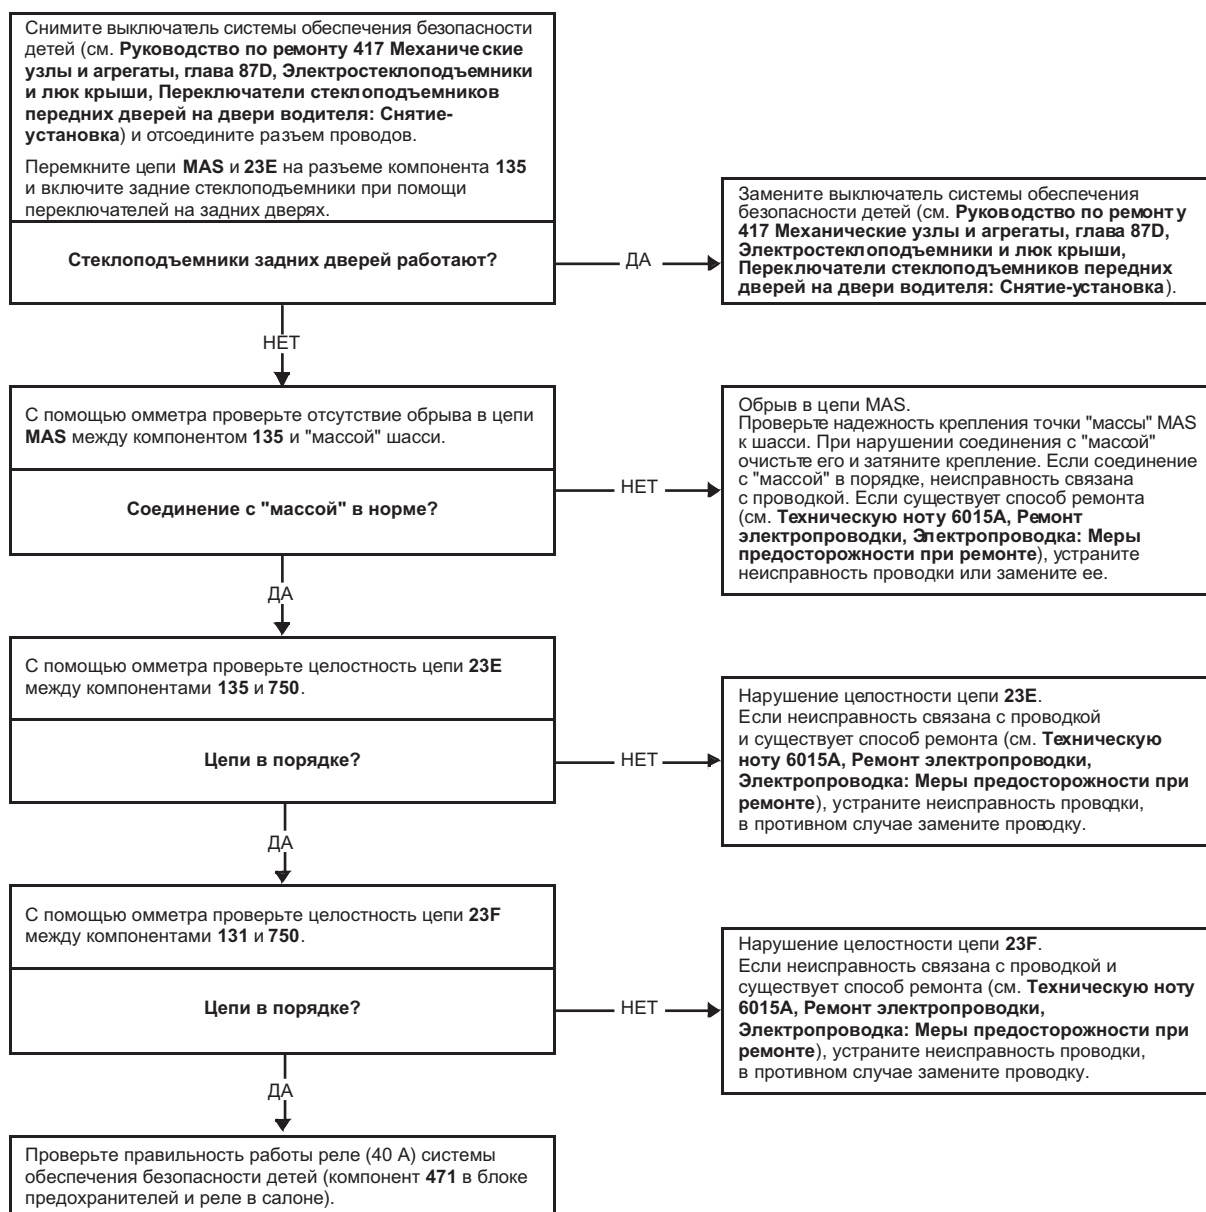 Снимите выключатель системы обеспечения безопасности
детей (см. Руководство по ремонту 417 Механические
узлы и агрегаты, глава 87D, Электростеклоподъемники
и люк крыши, Переключатели стеклоподъемников
передних дверей на двери водителя: Снятие-
установка) и отсоедините разъем проводов.
Перемкните цепи MAS и 23E на разъеме компонента 135
и включите задние стеклоподъемники при помощи
переключателей на задних дверях.
Стеклоподъемники задних дверей работают?
ДА
Замените выключатель системы обеспечения
безопасности детей (см. Руководство по ремонту
417 Механические узлы и агрегаты, глава 87D,
Электростеклоподъемники и люк крыши,
Переключатели стеклоподъемников передних
дверей на двери водителя: Снятие-установка).
НЕТ
С помощью омметра проверьте отсутствие обрыва в цепи
MAS между компонентом 135 и "массой" шасси.
Соединение с "массой" в норме?
НЕТ
Обрыв в цепи MAS.
Проверьте надежность крепления точки "массы" MAS
к шасси. При нарушении соединения с "массой"
очистьте его и затяните крепление. Если соединение
с "массой" в порядке, неисправность связана
с проводкой. Если существует способ ремонта
(см. Техническую ноту 6015A, Ремонт
электропроводки, Электропроводка: Меры
предосторожности при ремонте), устраните
неисправность проводки или замените ее.
ДА
С помощью омметра проверьте целостность цепи 23E
между компонентами 135 и 750.
Цепи в порядке?
НЕТ
Нарушение целостности цепи 23E.
Если неисправность связана с проводкой
и существует способ ремонта (см. Техническую
ноту 6015A, Ремонт электропроводки,
Электропроводка: Меры предосторожности при
ремонте), устраните неисправность проводки,
в противном случае замените проводку.
ДА
С помощью омметра проверьте целостность цепи 23F
между компонентами 131 и 750.
Цепи в порядке?
НЕТ
Нарушение целостности цепи 23F.
Если неисправность связана с проводкой и
существует способ ремонта (см. Техническую ноту
6015A, Ремонт электропроводки,
Электропроводка: Меры предосторожности при
ремонте), устраните неисправность проводки,
в противном случае замените проводку.
ДА
Проверьте правильность работы реле (40 А) системы
обеспечения безопасности детей (компонент 471 в блоке
предохранителей и реле в салоне).